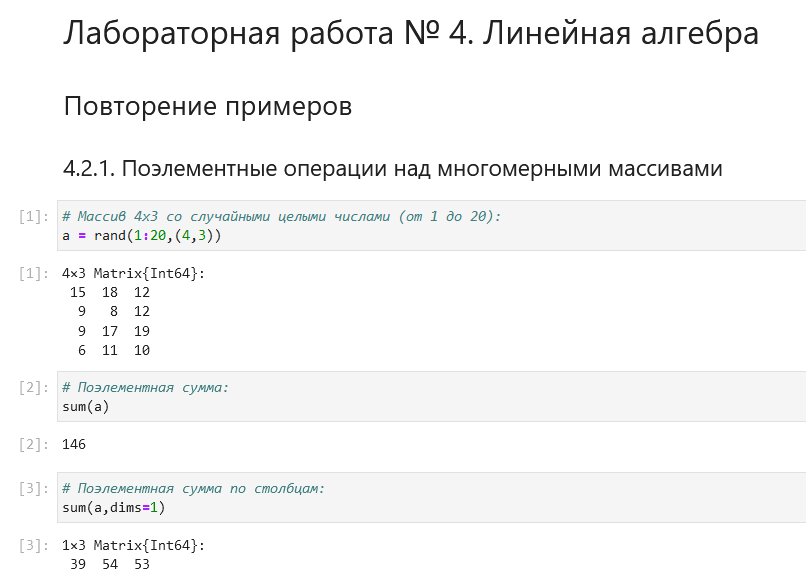 Лабораторная работа № 4. Линейная алгебра
Повторение примеров
4.2.1. Поэлементные операции над многомерными массивами
[1]: # Массив 4x3 со случайными целыми числами (от 1 до 20):
a = rand(1:20,(4,3))
[1]: 4×3 Matrix{Int64}:
15 18 12
9 8 12
9 17 19
6 11 10
[2]: # Поэлементная сумма:
sum(a)
[2]: 146
[3]: # Поэлементная сумма по столбцам:
sum(a,dims=1)
[3]: 1×3 Matrix{Int64}:
39 54 53